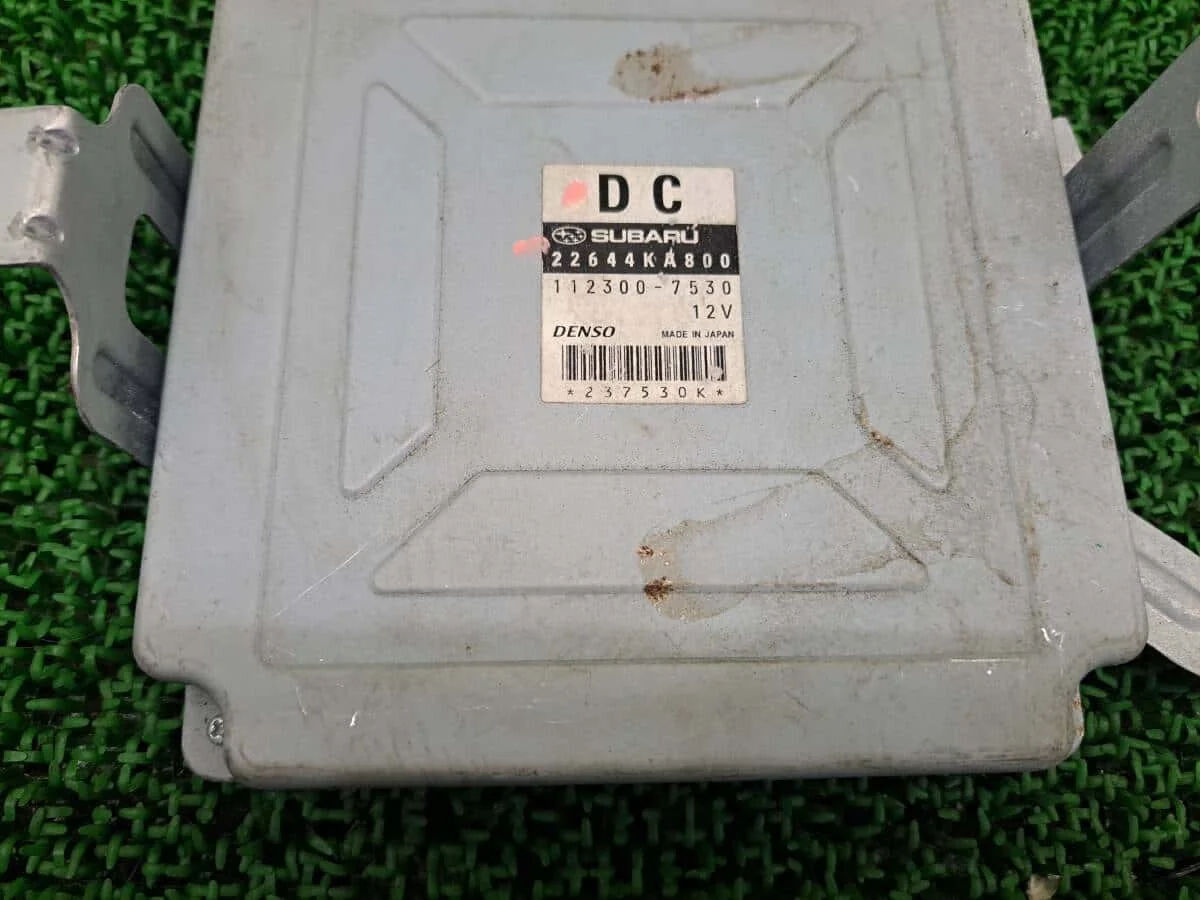 DC
SUBARU
22644KA800
112300-7530
12V
DENSO MADE IN JAPAN
*237530K*